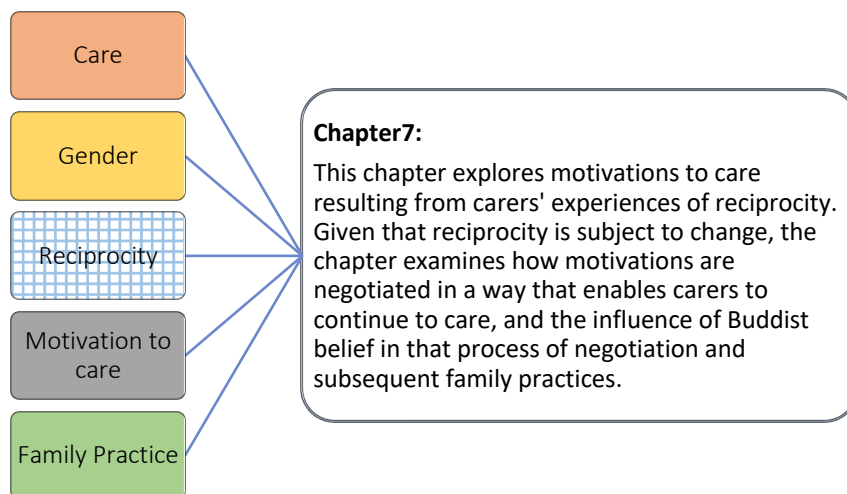 Care
Gender
Reciprocity
Motivation to
care
Family Practice
Chapter7:
This chapter explores motivations to care
resulting from carers' experiences of reciprocity.
Given that reciprocity is subject to change, the
chapter examines how motivations are
negotiated in a way that enables carers to
continue to care, and the influence of Buddist
belief in that process of negotiation and
subsequent family practices.